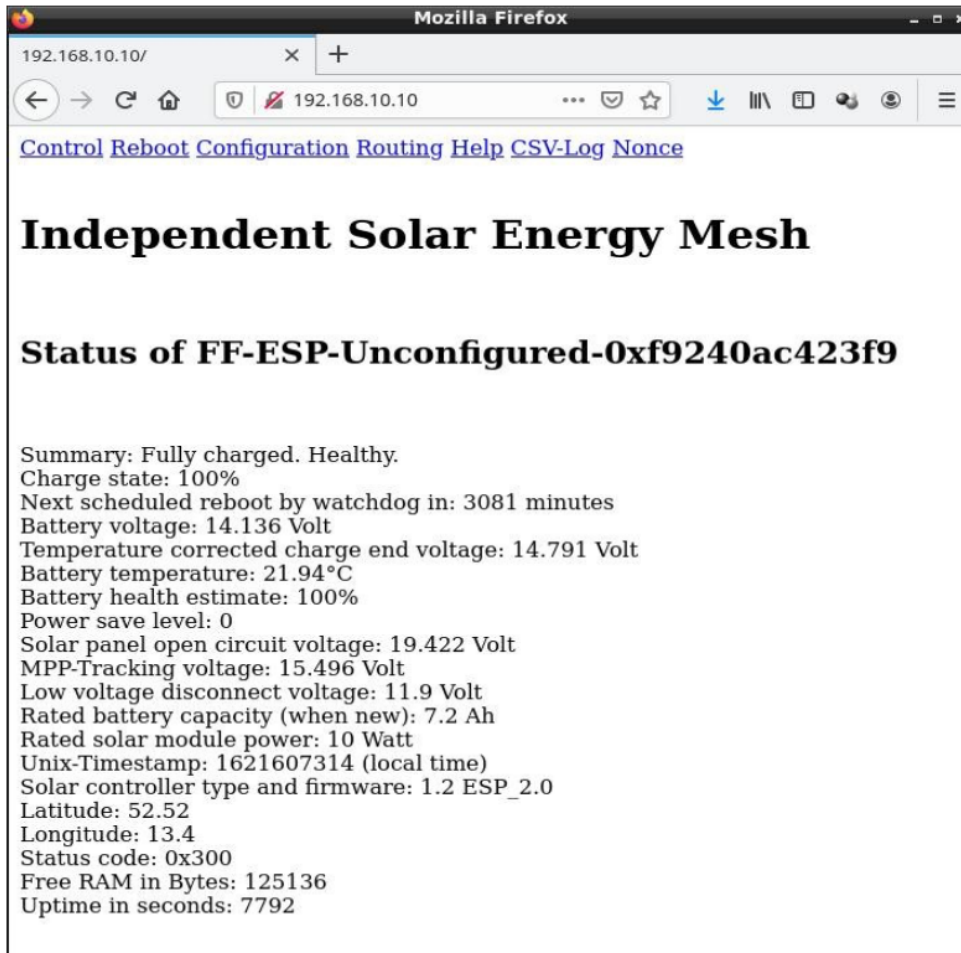 Mozilla Firefox
192.168.10.10/
192.168.10.10
Control Reboot Configuration Routing Help CSV-Log Nonce
Independent Solar Energy Mesh
Status of FF-ESP-Unconfigured-0xf9240ac423f9
Summary: Fully charged. Healthy.
Charge state: 100%
Next scheduled reboot by watchdog in: 3081 minutes
Battery voltage: 14.136 Volt
Temperature corrected charge end voltage: 14.791 Volt
Battery temperature: 21.94°C
Battery health estimate: 100%
Power save level: 0
Solar panel open circuit voltage: 19.422 Volt
MPP-Tracking voltage: 15.496 Volt
Low voltage disconnect voltage: 11.9 Volt
Rated battery capacity (when new): 7.2 Ah
Rated solar module power: 10 Watt
Unix-Timestamp: 1621607314 (local time)
Solar controller type and firmware: 1.2 ESP_2.0
Latitude: 52.52
Longitude: 13.4
Status code: 0x300
Free RAM in Bytes: 125136
Uptime in seconds: 7792